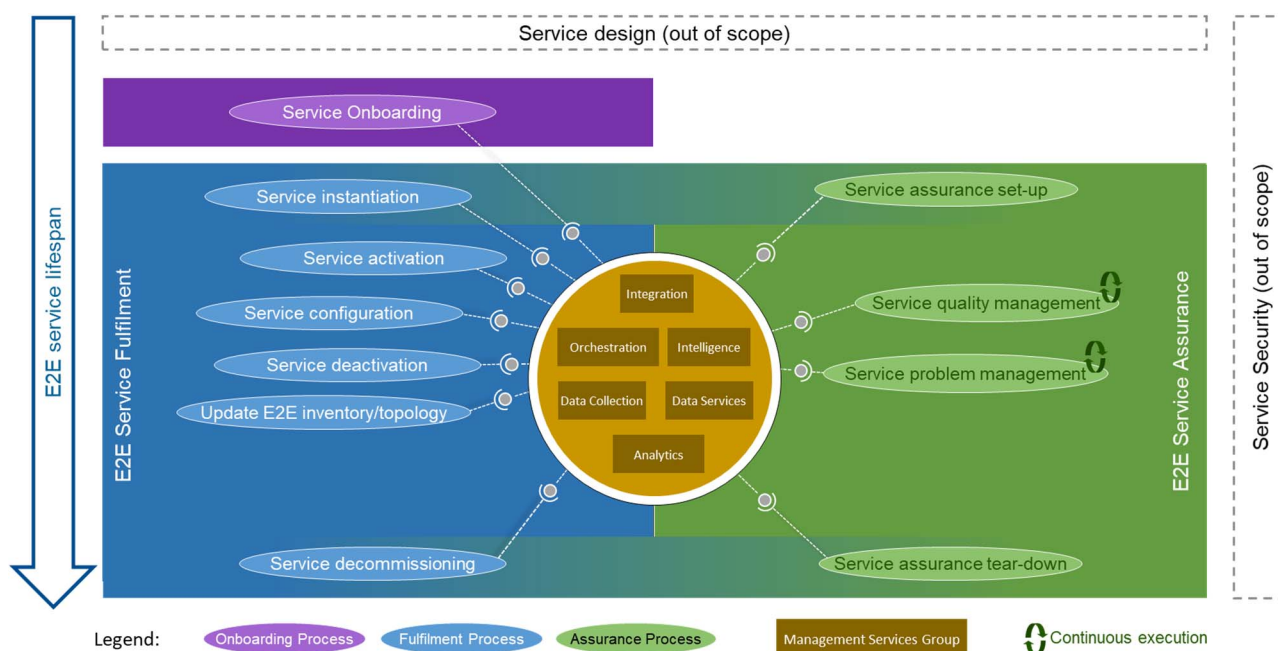 Service design (out of scope)
Service Onboarding
E2E service lifespan
E2E Service Fulfilment
Service instantiation
Service activation
Service configuration
Service deactivation
Update E2E inventory/topology
Service decommissioning
Integration
Orchestration
Intelligence
Data Collection
Data Services
Analytics
Service assurance set-up
Service quality management
Service problem management
Service assurance tear-down
E2E Service Assurance
Service Security (out of scope)
Legend:
Onboarding Process
Fulfilment Process
Assurance Process
Management Services Group
Continuous execution